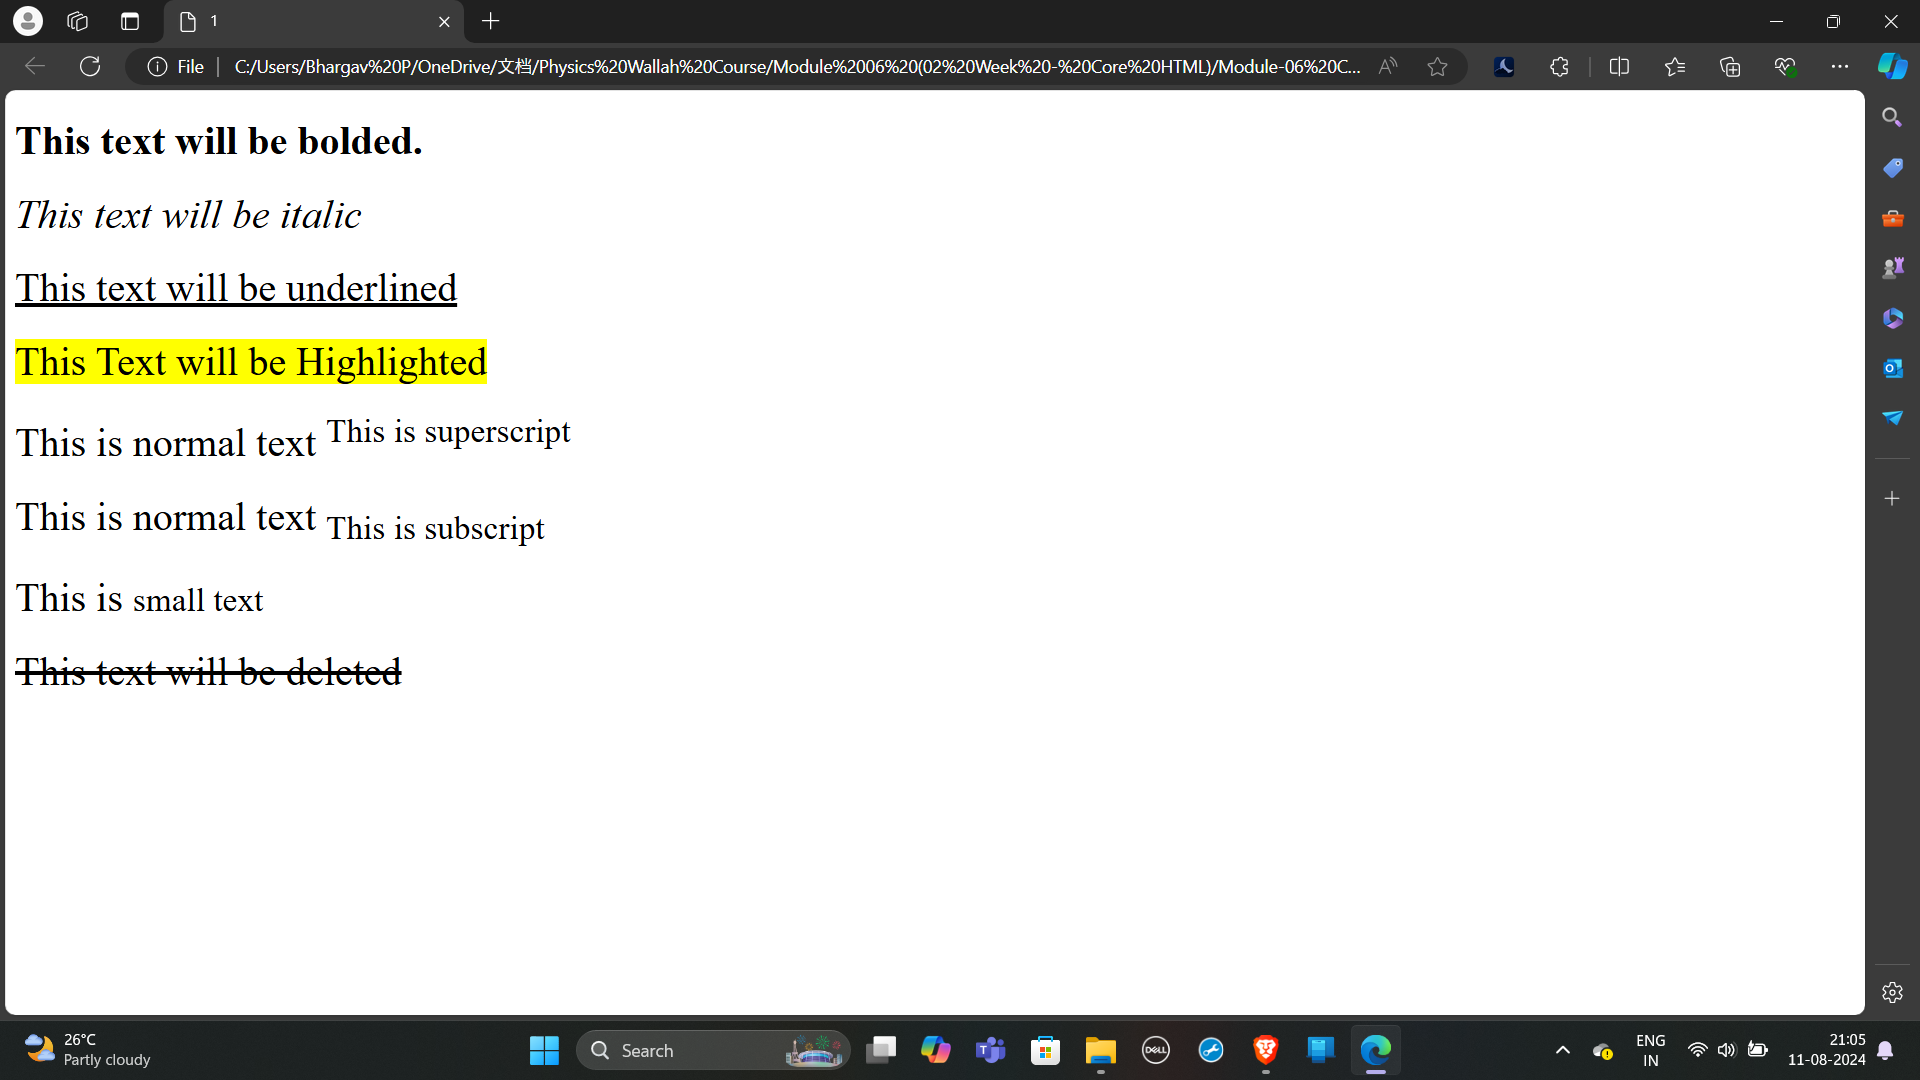 1
File
C:/Users/Bhargav%20P/OneDrive/文档/Physics%20Wallah%20Course/Module%2006%20(02%20Week%20-%20Core%20HTML)/Module-06%20C...
This text will be bolded.
This text will be italic
This text will be underlined
This Text will be Highlighted
This is normal text This is superscript
This is normal text This is subscript
This is small text
This text will be deleted
26°C
Partly cloudy
Search
DELL
ENG
IN
21:05
11-08-2024